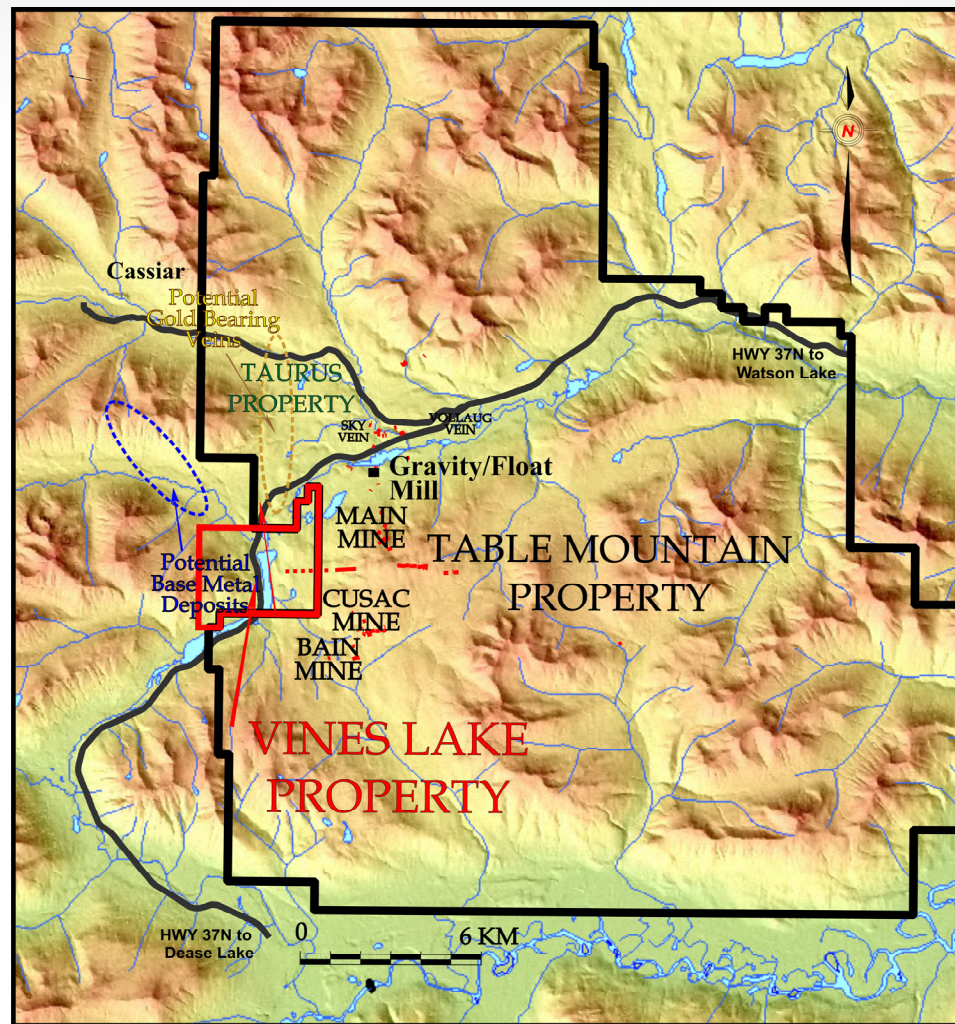 N
Cassiar
Potential
Gold Bearing
Veins
TAURUS
PROPERTY
HWY 37N to
Watson Lake
SKY
VEIN
VOLLAUG
VEIN
Gravity/Float
Mill
MAIN
MINE
TABLE MOUNTAIN
PROPERTY
Potential
Base Metal
Deposits
CUSAC
MINE
BAIN
MINE
VINES LAKE
PROPERTY
HWY 37N to
Dease Lake
0
6 KM